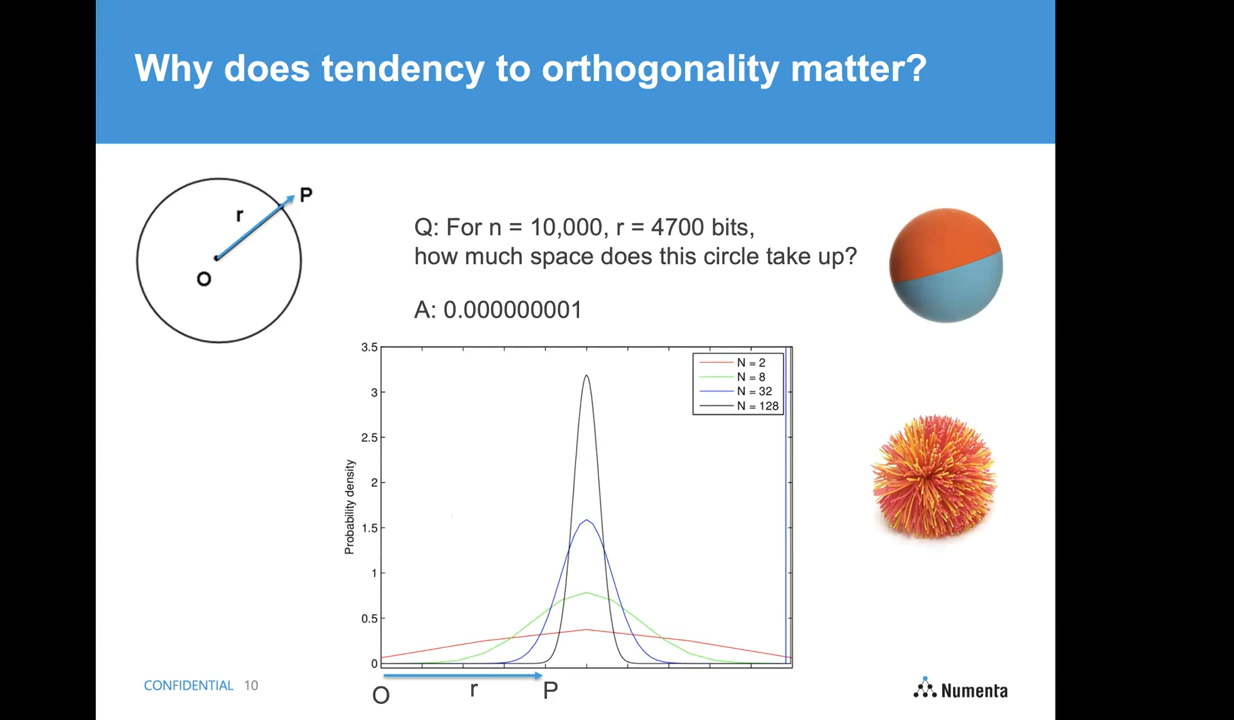 Why does tendency to orthogonality matter?
P
r
O
Q: For n = 10,000, r = 4700 bits,
how much space does this circle take up?
A: 0.000000001
3.5
3
2.5
2
1.5
1
0.5
0
Probability density
N = 2
N = 8
N = 32
N = 128
O
r
P
CONFIDENTIAL 10
Numenta